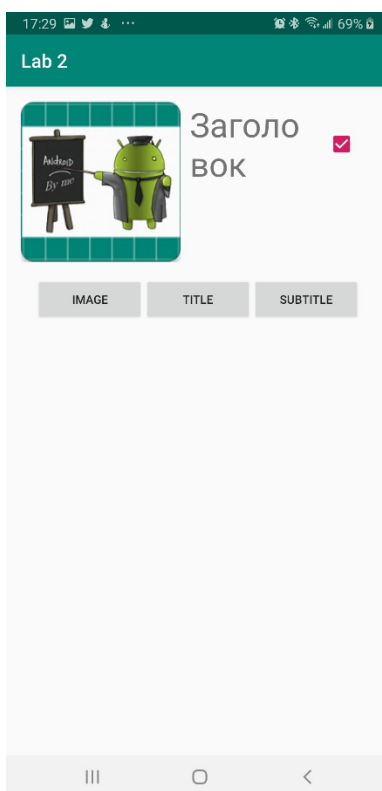 17:29
69%
Lab 2
Android
By me
Заголо
вок
IMAGE
TITLE
SUBTITLE